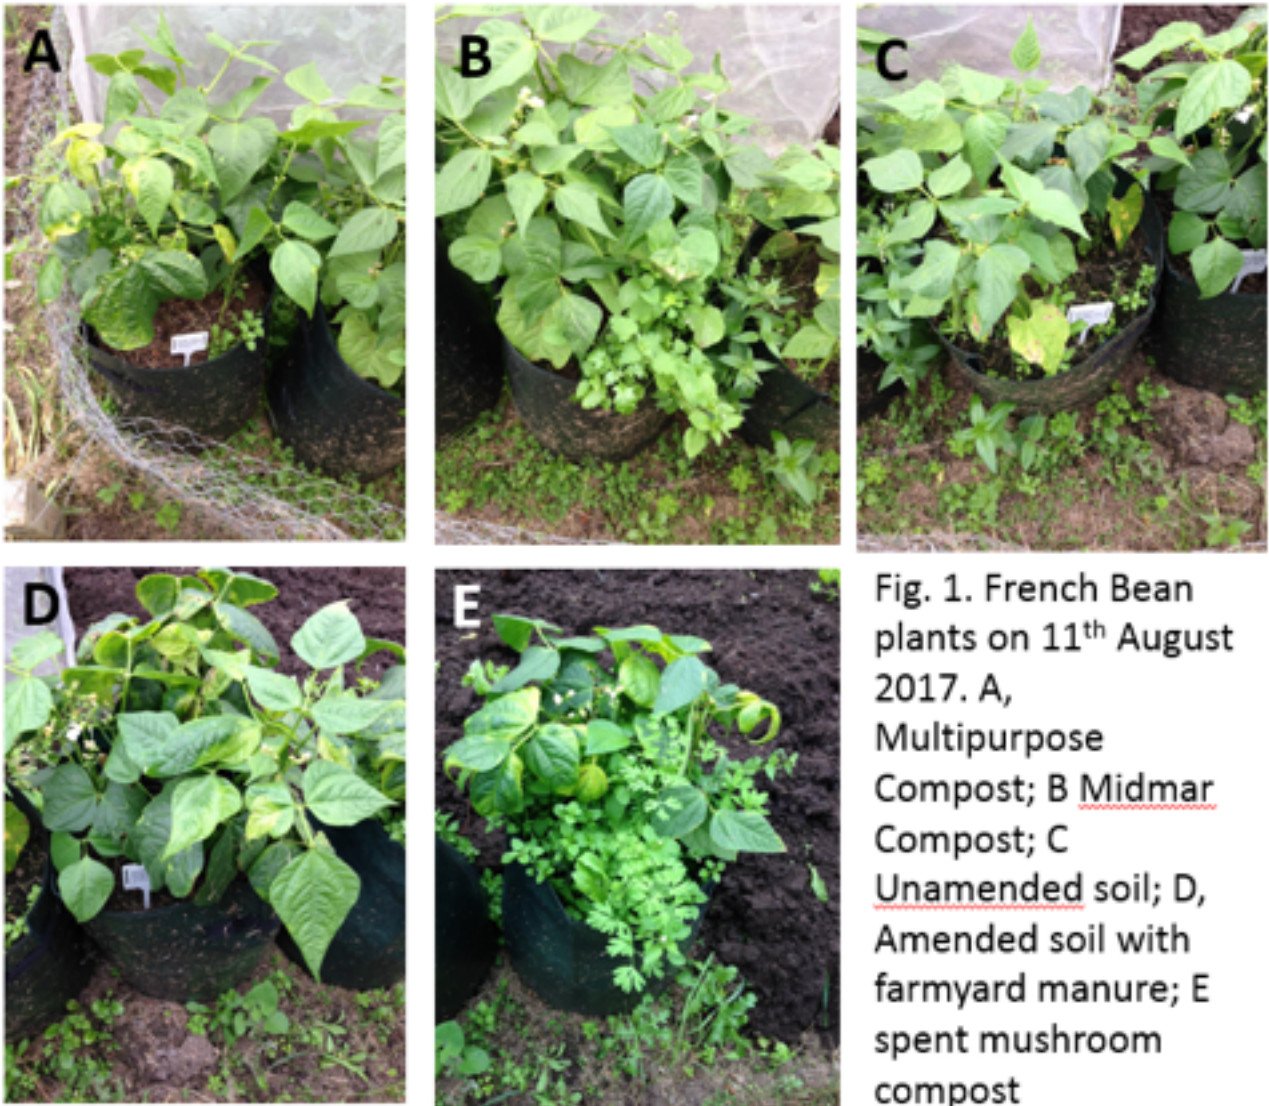 A
B
C
D
E
Fig. 1. French Bean
plants on 11th August
2017. A,
Multipurpose
Compost; B Midmar
Compost; C
Unamended soil; D,
Amended soil with
farmyard manure; E
spent mushroom
compost